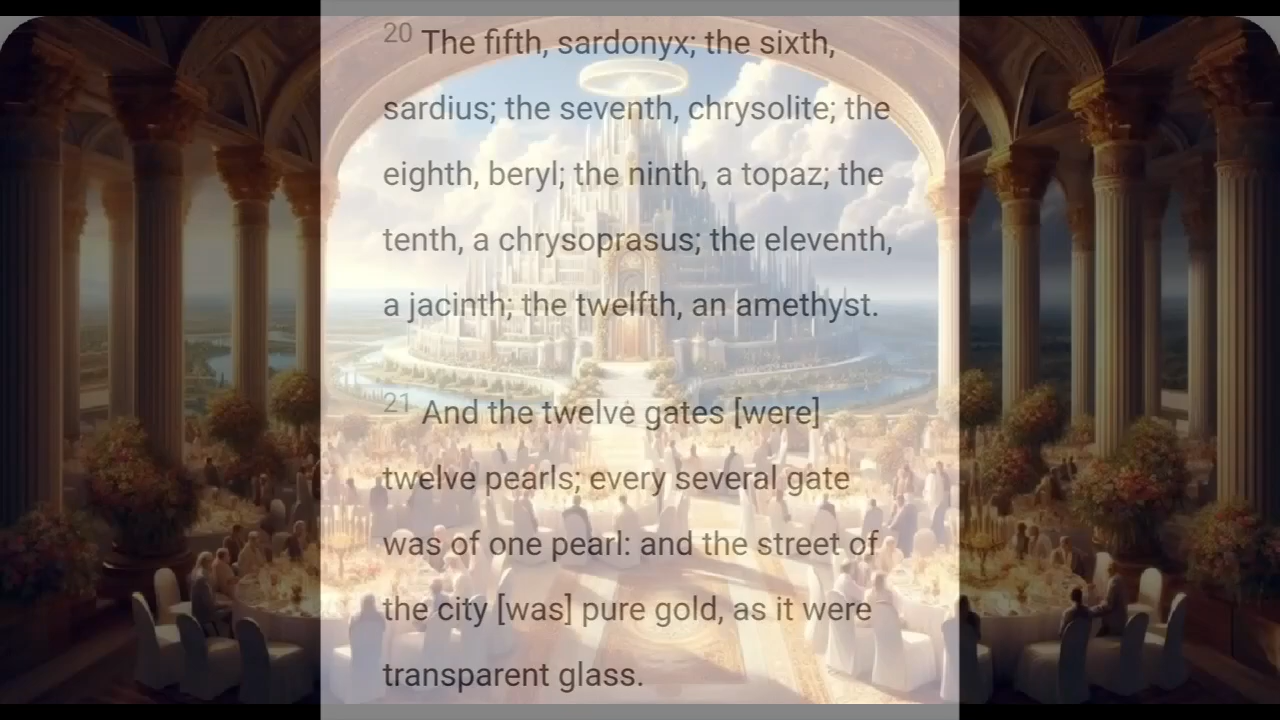 20 The fifth, sardonyx; the sixth,
sardius; the seventh, chrysolite; the
eighth, beryl; the ninth, a topaz; the
tenth, a chrysoprasus; the eleventh,
a jacinth; the twelfth, an amethyst.
21 And the twelve gates [were]
twelve pearls; every several gate
was of one pearl: and the street of
the city [was] pure gold, as it were
transparent glass.